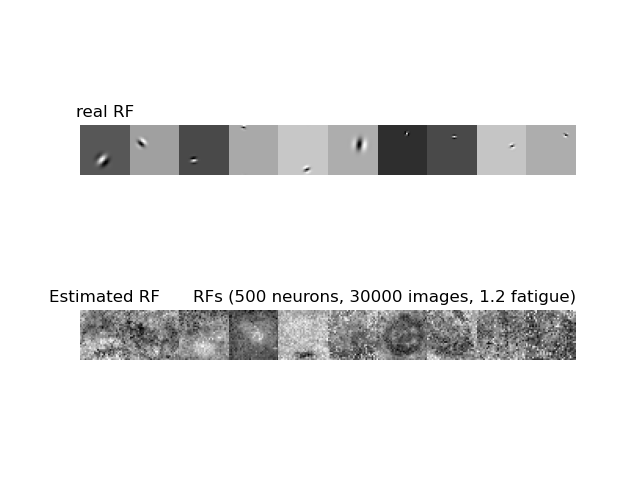 real RF
Estimated RF
RFs (500 neurons, 30000 images, 1.2 fatigue)